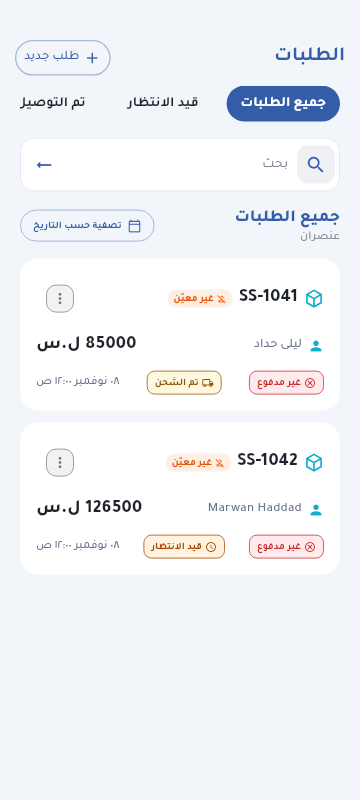 الطلبات
طلب جديد
جميع الطلبات
قيد الانتظار
تم التوصيل
بحث
جميع الطلبات
عنصران
تصفية حسب التاريخ
SS-1041
غير معيّن
ليلى حداد
85000 ل.س
غير مدفوع
تم الشحن
٠٨ نوفمبر ١٢:٠٠ ص
SS-1042
غير معيّن
Marwan Haddad
126500 ل.س
غير مدفوع
قيد الانتظار
٠٨ نوفمبر ١٢:٠٠ ص